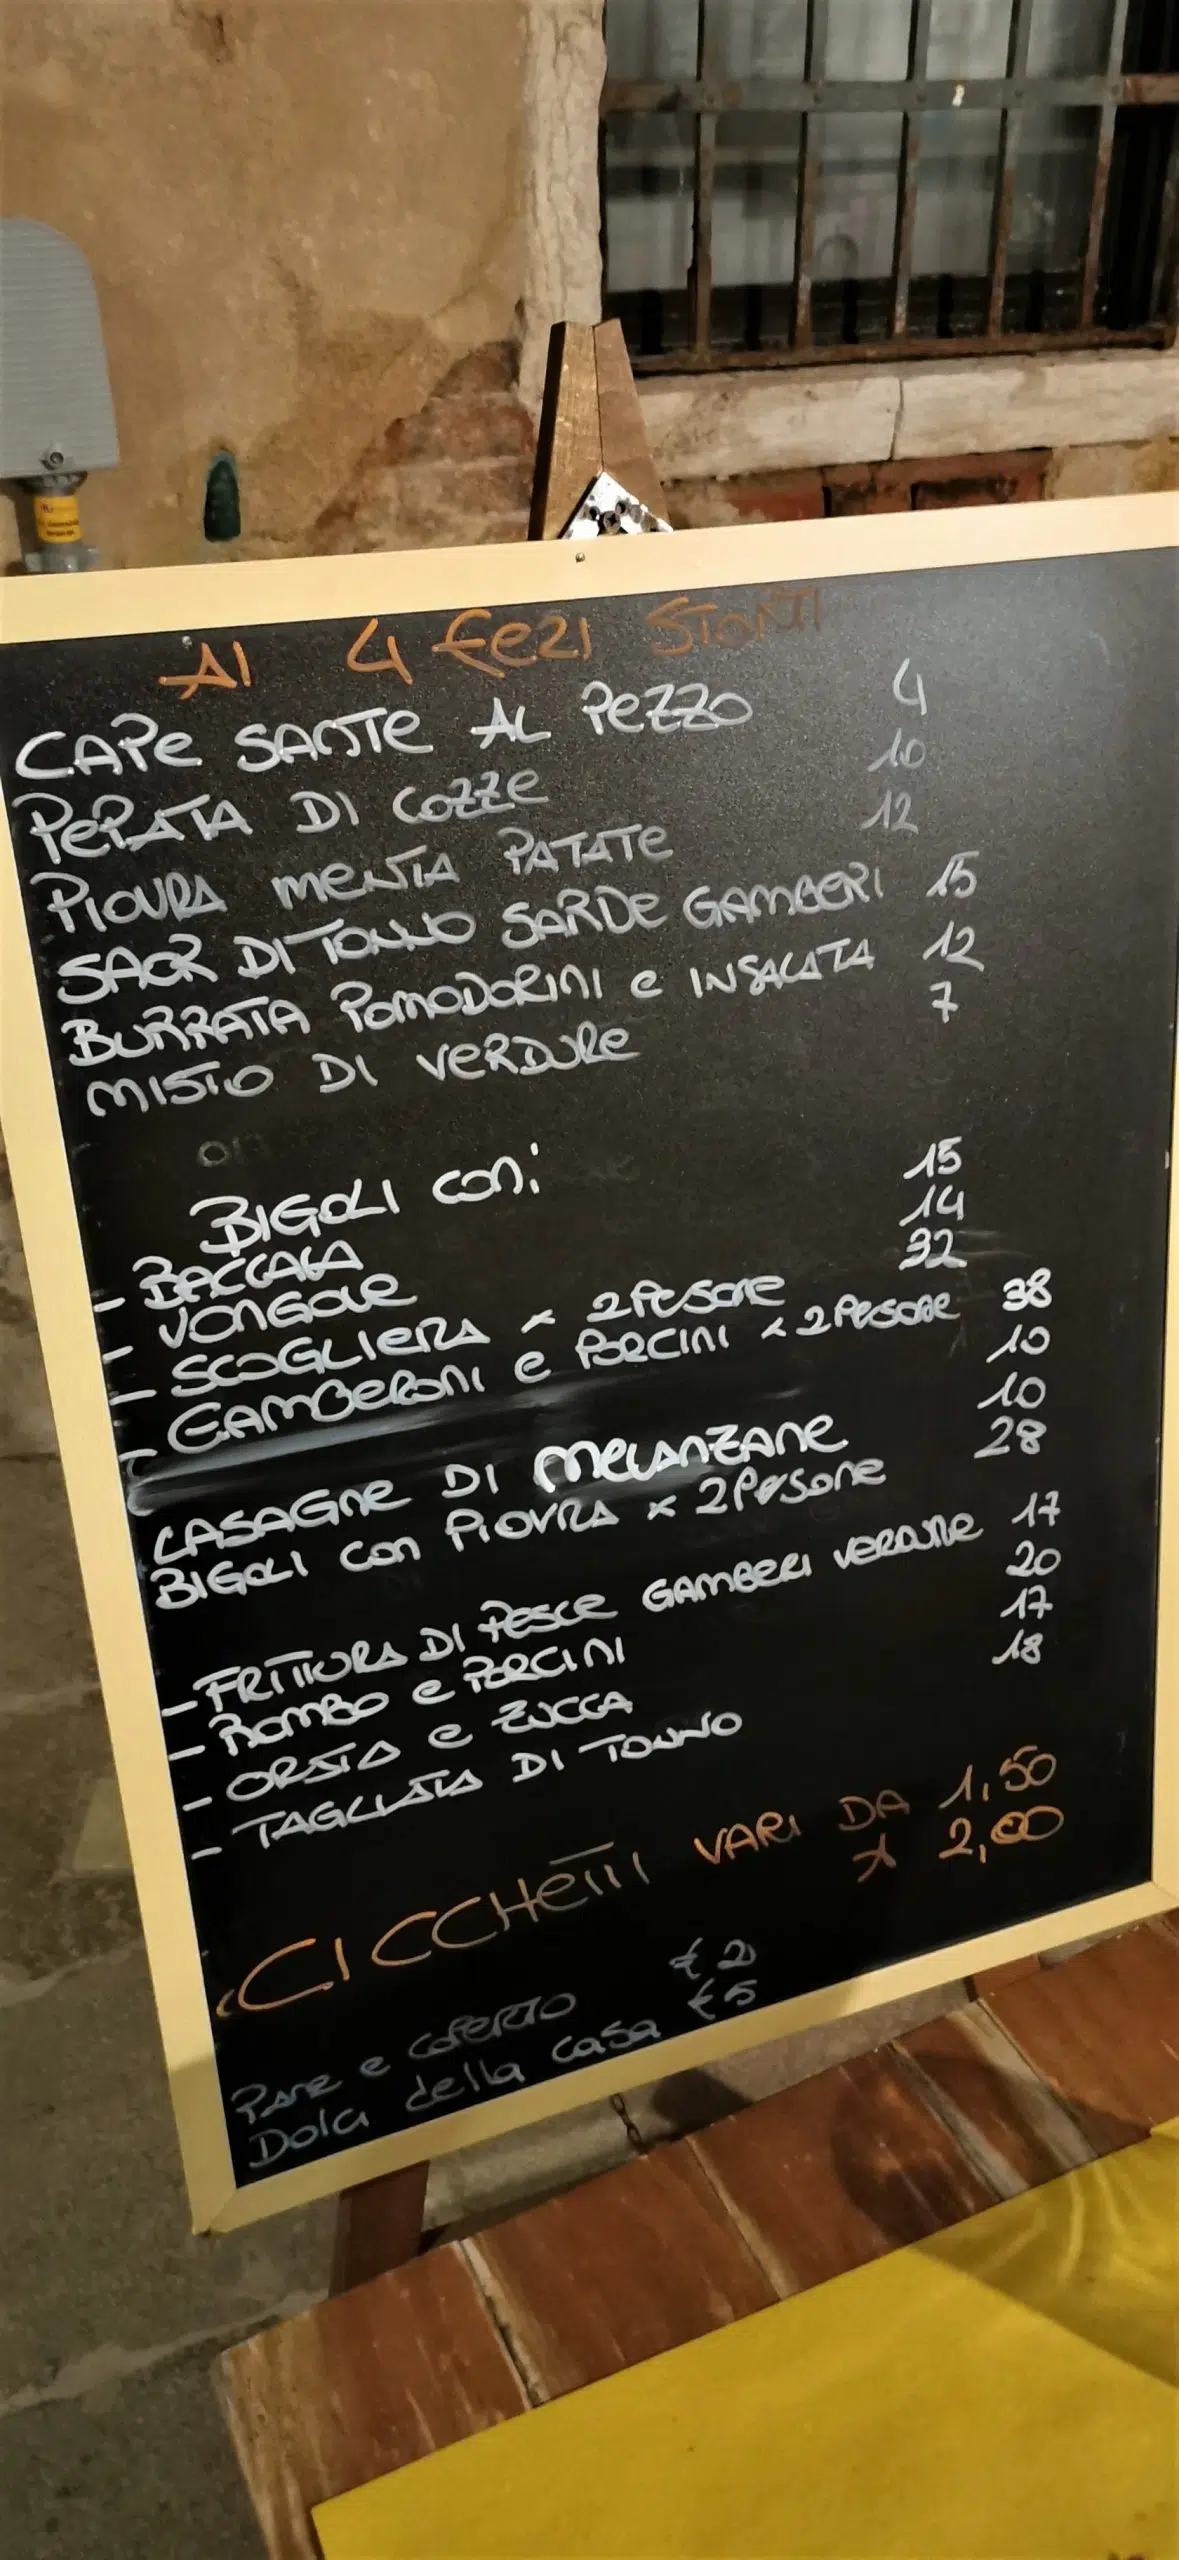 AI 4 FERI STORTI
CAPE SANTE AL PEZZO 4
PEPATA DI COZZE 10
PIOVRA MENTA PATATE 12
SAOR DI TONNO SARDE GAMBERI 15
BURRATA POMODORINI e INSALATA 12
MISTO DI VERDURE 7
BIGOLI con:
- BACCALA 15
- VONGOLE 14
- SCOGLIERA x 2 PERSONE 32
- GAMBERONI e PORCINI x 2 PERSONE 38
10
LASAGNE DI MELANZANE 10
BIGOLI con PIOVRA x 2 PERSONE 28
- FRITTURA DI PESCE GAMBERI VERDURE 17
- ROMBO e PORCINI 20
- ORATA e ZUCCA 17
- TAGLIATA DI TONNO 18
CICCHETTI VARI DA 1,50
2,00
PANE e COPERTO € 2
Dolci della casa € 5